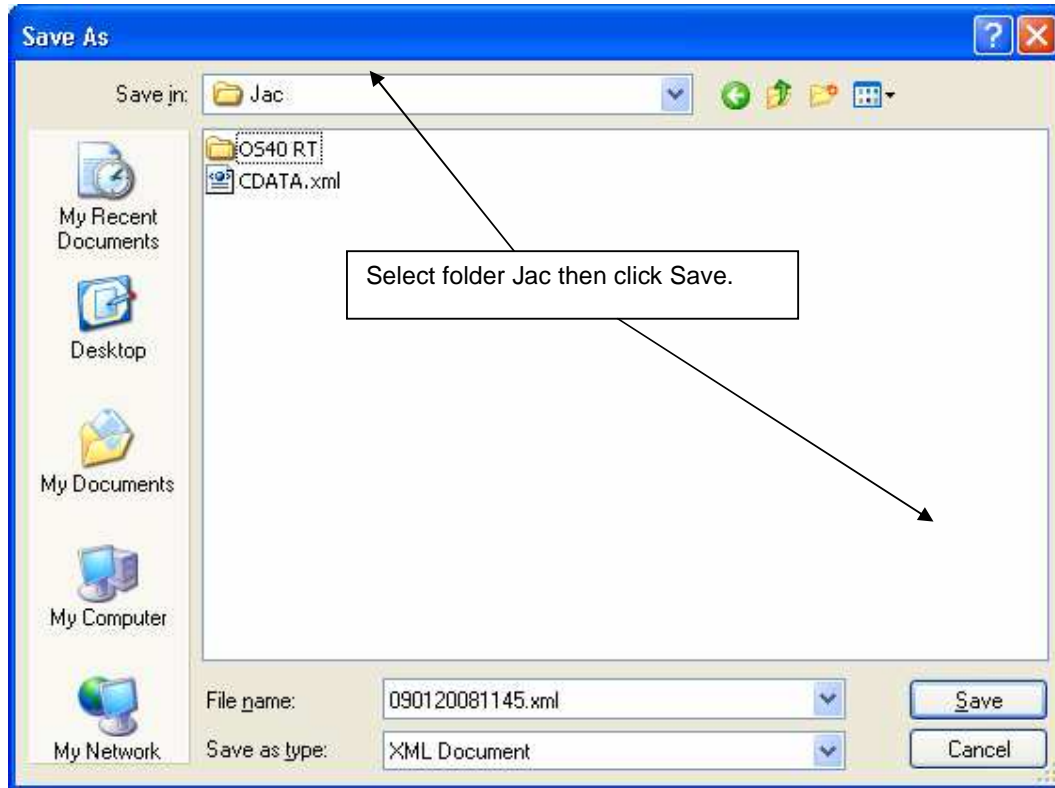 Save As
Save in: Jac
OS40 RT
CDATA.xml
My Recent
Documents
Desktop
My Documents
My Computer
My Network
Select folder Jac then click Save.
File name: 090120081145.xml Save
Save as type: XML Document Cancel